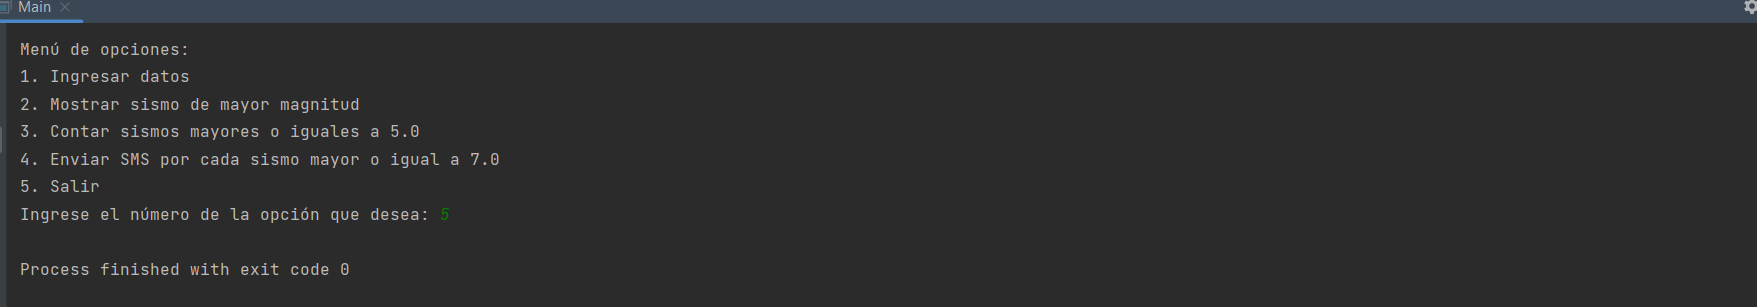 Main
Menú de opciones:
1. Ingresar datos
2. Mostrar sismo de mayor magnitud
3. Contar sismos mayores o iguales a 5.0
4. Enviar SMS por cada sismo mayor o igual a 7.0
5. Salir
Ingrese el número de la opción que desea: 5
Process finished with exit code 0